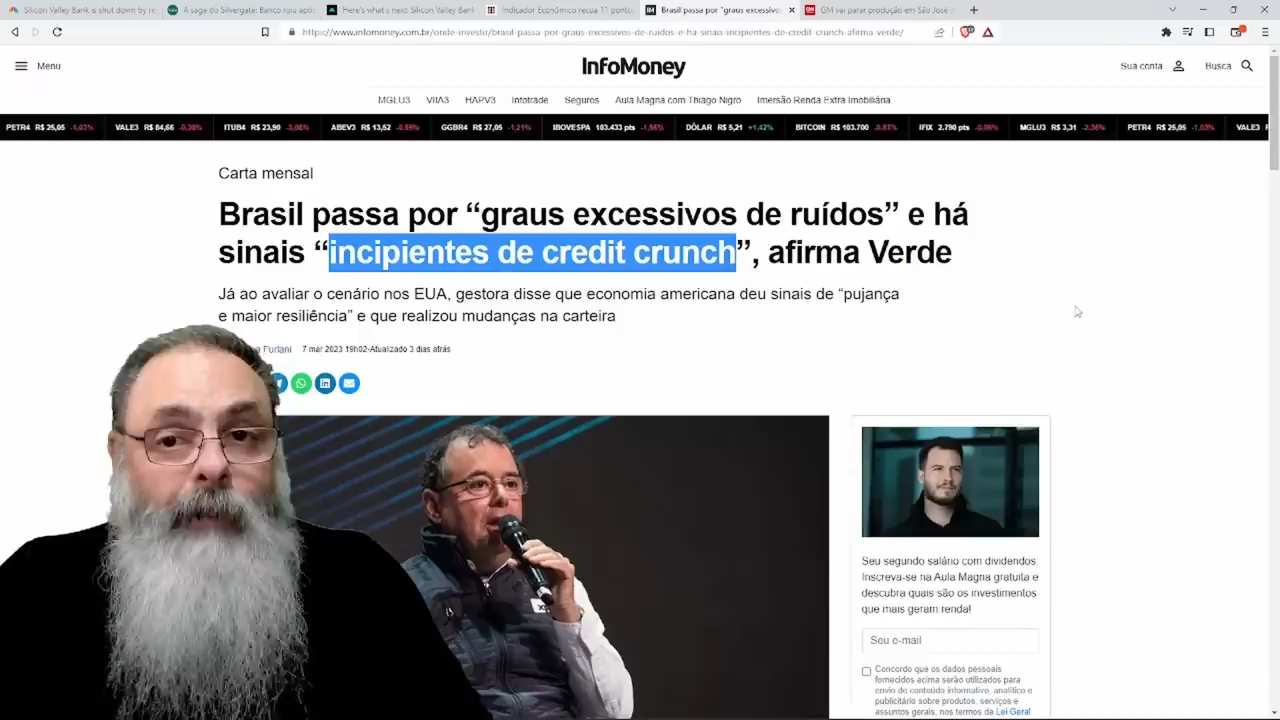 Silicon Valley Bank is shut down by re
A saga do Silvergate: Banco ruiu após
Here's what's next: Silicon Valley Bank
Indicador Econômico recua 11 pontos
Brasil passa por "graus excessivos
GM vai parar produção em São José
https://www.infomoney.com.br/onde-investir/brasil-passa-por-graus-excessivos-de-ruidos-e-ha-sinais-incipientes-de-credit-crunch-afirma-verde/
Menu
InfoMoney
Sua conta
Busca
MGLU3 VIIA3 HAPV3 Infotrade Seguros Aula Magna com Thiago Nigro Imersão Renda Extra Imobiliária
PETR4 R$ 25,05 -1,03% VALE3 R$ 84,66 -0,38% ITUB4 R$ 23,90 -3,08% ABEV3 R$ 13,52 -0,59% GGBR4 R$ 27,05 -1,21% IBOVESPA 103.433 pts -1,56% DÓLAR R$ 5,21 +1,42% BITCOIN R$ 103.700 -0,87% IFIX 2.790 pts -0,08% MGLU3 R$ 3,31 -2,36% PETR4 R$ 25,05 -1,03% VALE3
Carta mensal
Brasil passa por “graus excessivos de ruídos” e há
sinais “incipientes de credit crunch”, afirma Verde
Já ao avaliar o cenário nos EUA, gestora disse que economia americana deu sinais de “pujança
e maior resiliência” e que realizou mudanças na carteira
Furlani 7 mar 2023 19h02-Atualizado 3 dias atrás
Seu segundo salário com dividendos:
Inscreva-se na Aula Magna gratuita e
descubra quais são os investimentos
que mais geram renda!
Seu e-mail
Concordo que os dados pessoais
fornecidos acima serão utilizados para
envio de conteúdo informativo, analítico e
publicitário sobre produtos, serviços e
assuntos gerais, nos termos da Lei Geral